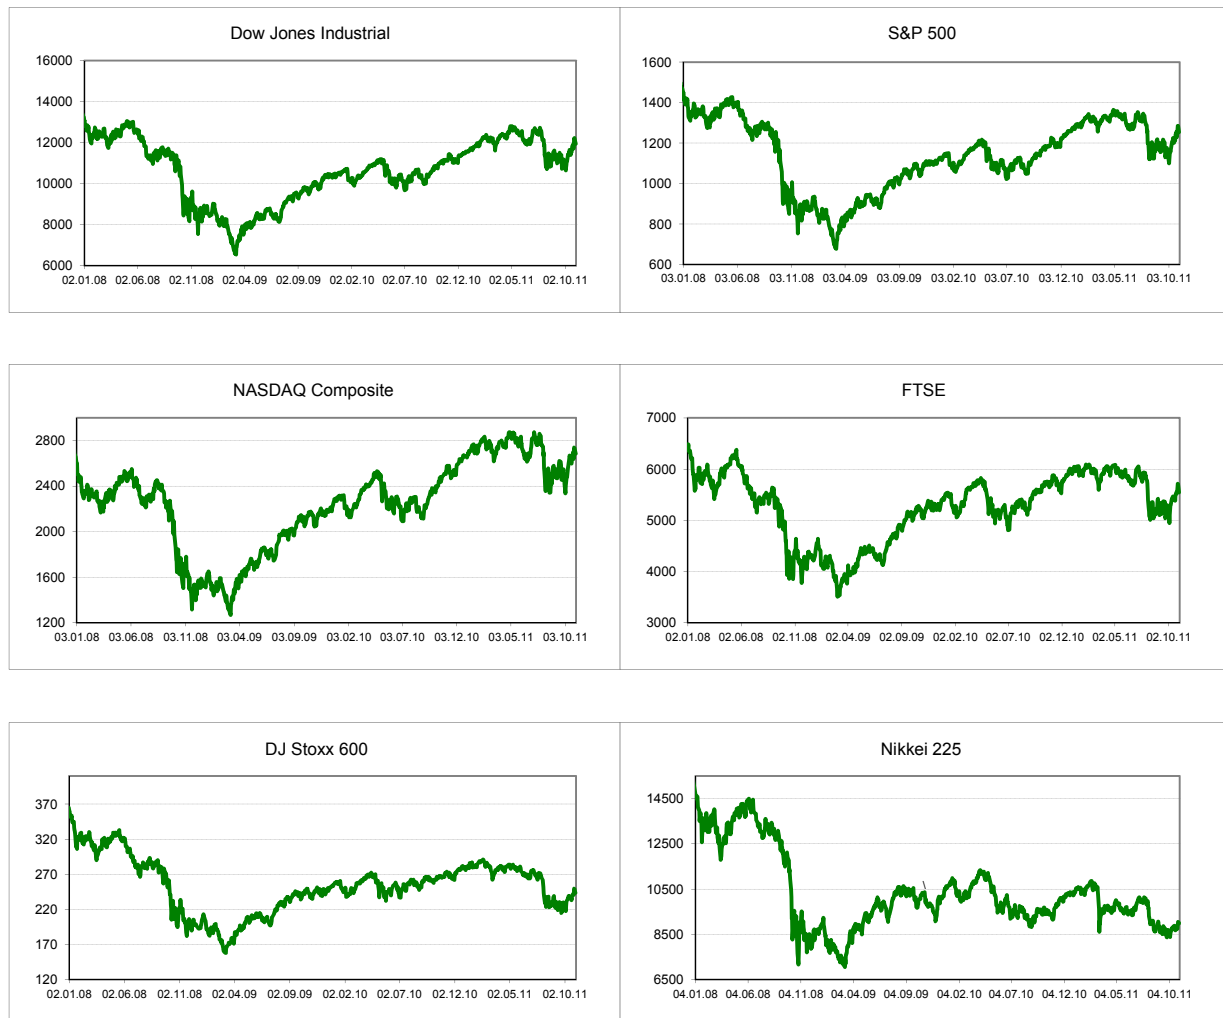 Dow Jones Industrial
16000
14000
12000
10000
8000
6000
02.01.08 02.06.08 02.11.08 02.04.09 02.09.09 02.02.10 02.07.10 02.12.10 02.05.11 02.10.11
S&P 500
1600
1400
1200
1000
800
600
03.01.08 03.06.08 03.11.08 03.04.09 03.09.09 03.02.10 03.07.10 03.12.10 03.05.11 03.10.11
NASDAQ Composite
2800
2400
2000
1600
1200
03.01.08 03.06.08 03.11.08 03.04.09 03.09.09 03.02.10 03.07.10 03.12.10 03.05.11 03.10.11
FTSE
7000
6000
5000
4000
3000
02.01.08 02.06.08 02.11.08 02.04.09 02.09.09 02.02.10 02.07.10 02.12.10 02.05.11 02.10.11
DJ Stoxx 600
370
320
270
220
170
120
02.01.08 02.06.08 02.11.08 02.04.09 02.09.09 02.02.10 02.07.10 02.12.10 02.05.11 02.10.11
Nikkei 225
14500
12500
10500
8500
6500
04.01.08 04.06.08 04.11.08 04.04.09 04.09.09 04.02.10 04.07.10 04.12.10 04.05.11 04.10.11